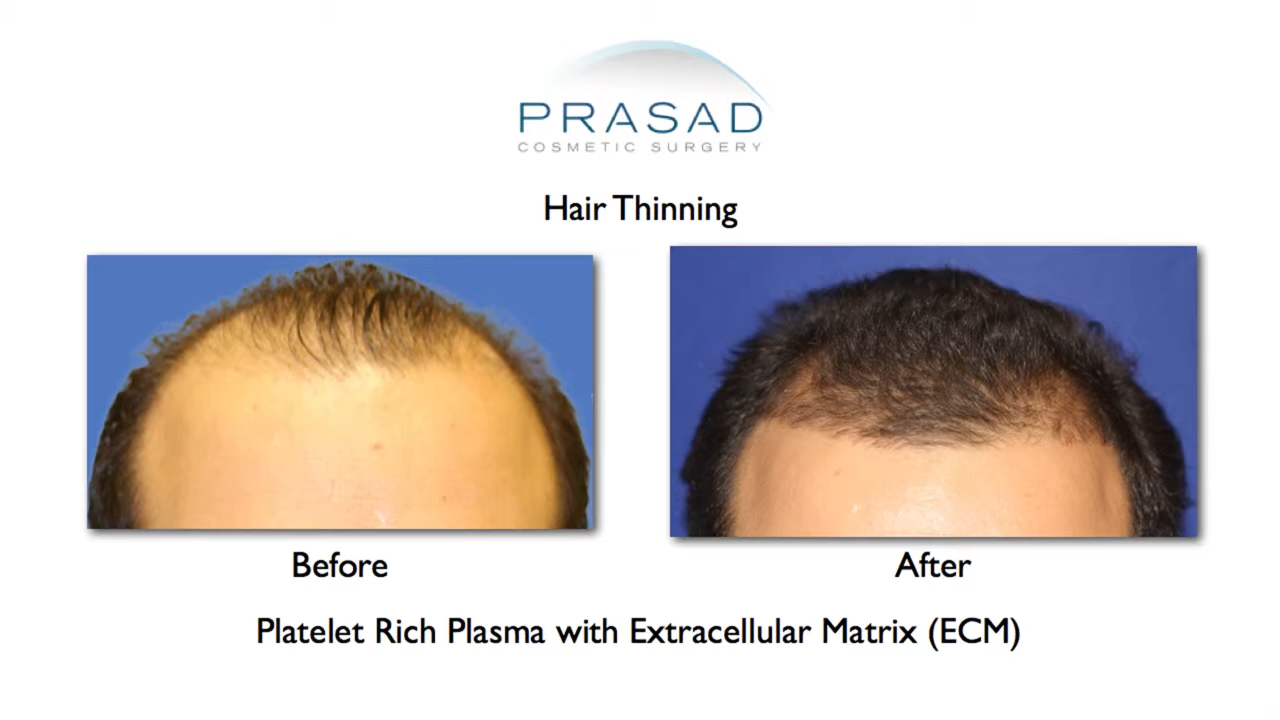 PRASAD
COSMETIC SURGERY
Hair Thinning
Before
After
Platelet Rich Plasma with Extracellular Matrix (ECM)